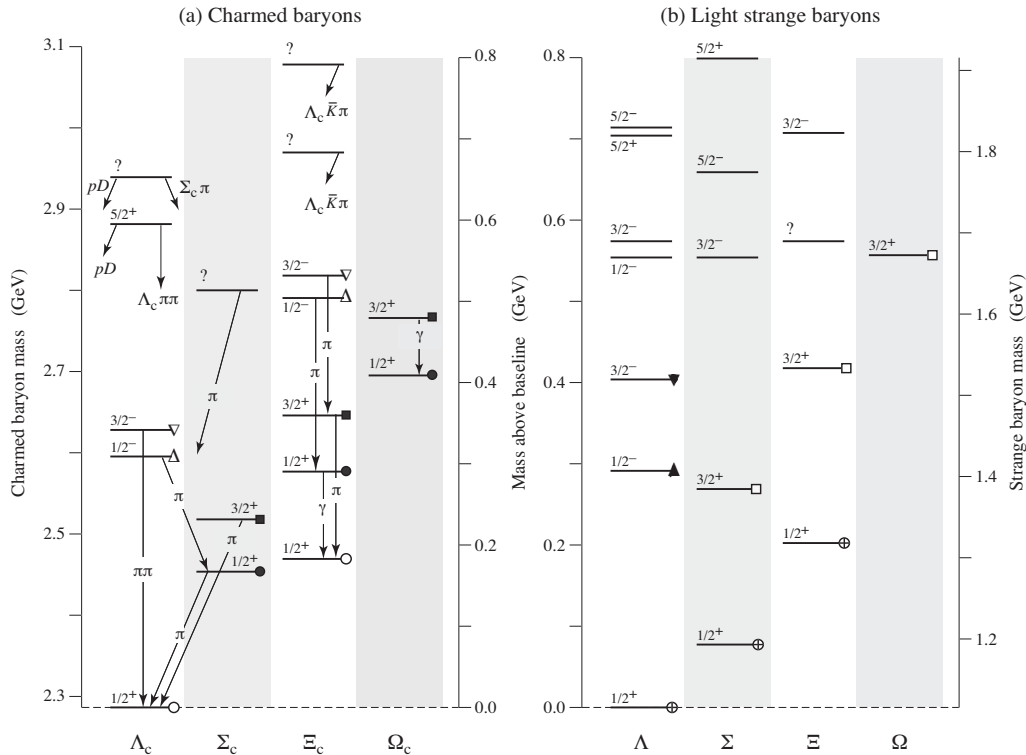 (a) Charmed baryons
(b) Light strange baryons
Charmed baryon mass (GeV)
3.1
2.9
2.7
2.5
2.3
0.8
0.6
0.4
0.2
0.0
?
pD
Σcπ
5/2+
pD
Λcππ
3/2−
1/2−
ππ
π
1/2+
?
π
3/2+
π
1/2+
π
?
ΛcK̄π
?
ΛcK̄π
3/2−
1/2−
π
π
3/2+
1/2+
γ
π
1/2+
3/2+
γ
1/2+
Λc
Σc
Ξc
Ωc
Mass above baseline (GeV)
0.8
0.6
0.4
0.2
0.0
5/2−
5/2+
3/2−
1/2−
3/2−
1/2−
1/2+
5/2+
5/2−
3/2−
3/2+
1/2+
3/2−
?
3/2+
1/2+
3/2+
Λ
Σ
Ξ
Ω
1.8
1.6
1.4
1.2
Strange baryon mass (GeV)